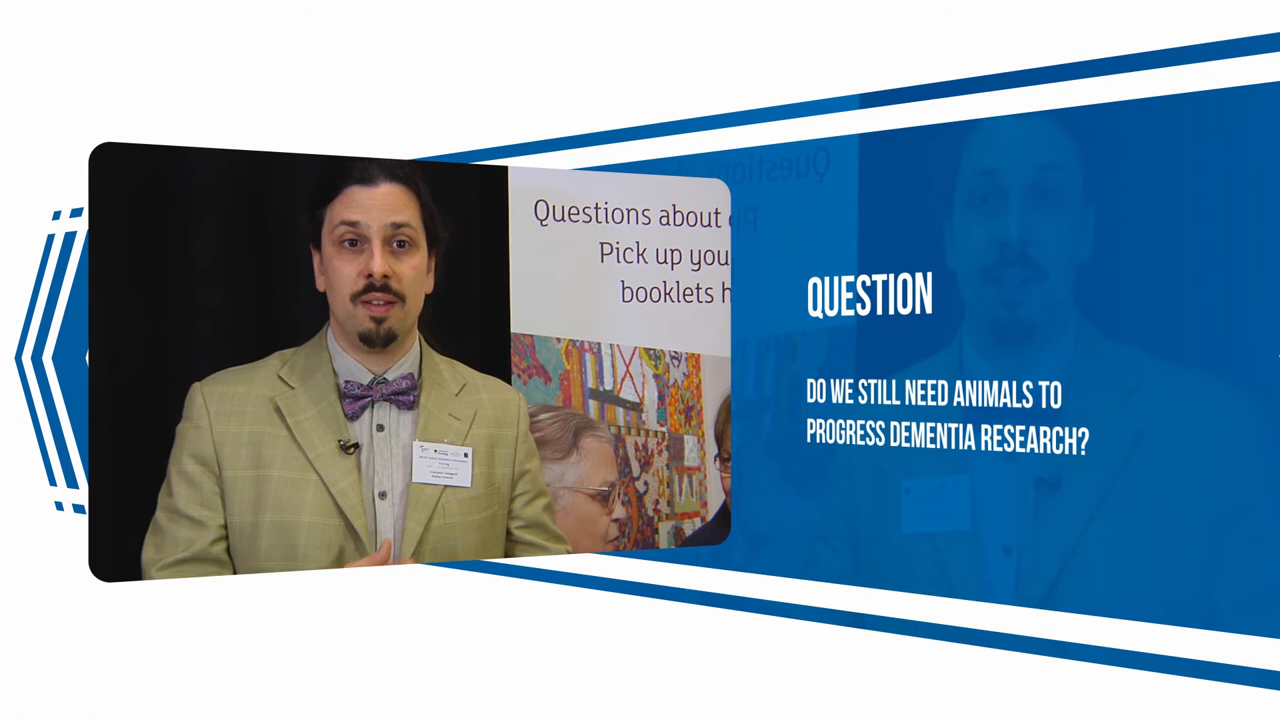 Questions about
Pick up you
booklets h
QUESTION
DO WE STILL NEED ANIMALS TO
PROGRESS DEMENTIA RESEARCH?